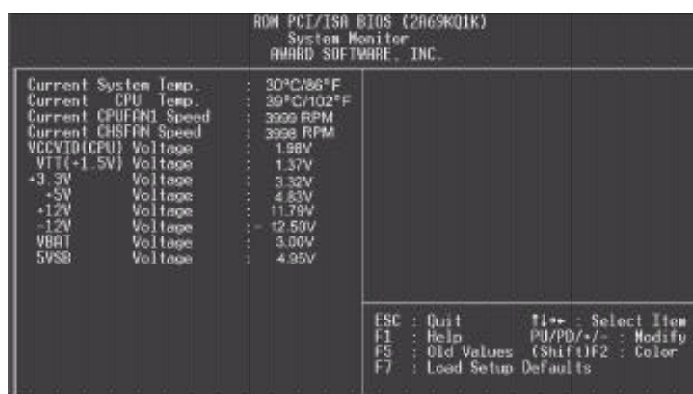 ROM PCI/ISA BIOS (2A69KQ1K)
System Monitor
AWARD SOFTWARE, INC.
Current System Temp. : 30°C/86°F
Current CPU Temp. : 39°C/102°F
Current CPUFAN1 Speed : 3999 RPM
Current CHSFAN Speed : 3998 RPM
VCCVID(CPU) Voltage : 1.98V
VTT(+1.5V) Voltage : 1.37V
+3.3V Voltage : 3.32V
+5V Voltage : 4.83V
+12V Voltage : 11.79V
-12V Voltage : - 12.50V
VBAT Voltage : 3.00V
5VSB Voltage : 4.95V
ESC : Quit ↑↓→← : Select Item
F1 : Help PU/PD/+/- : Modify
F5 : Old Values (Shift)F2 : Color
F7 : Load Setup Defaults